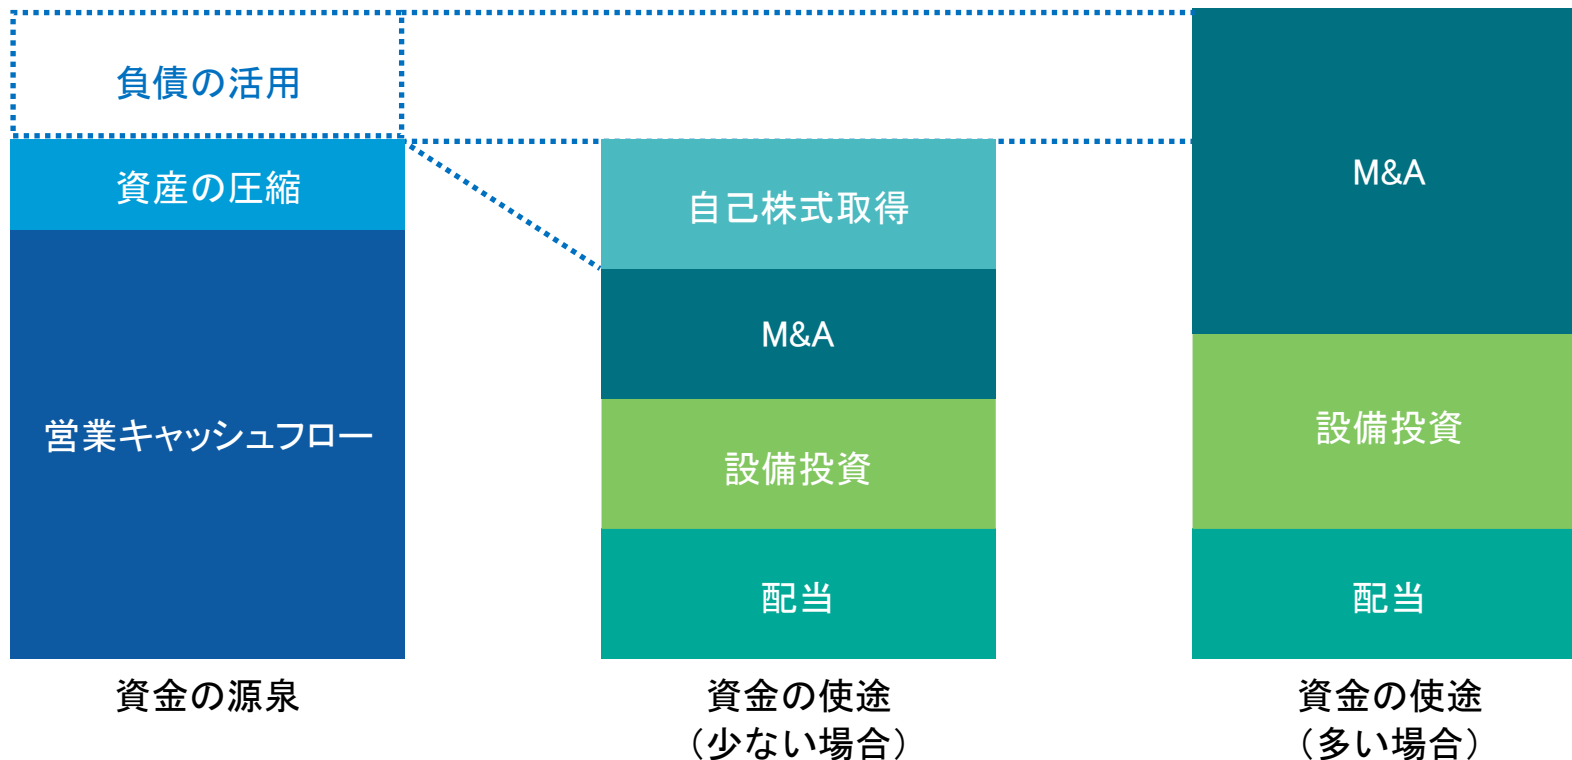 負債の活用
資産の圧縮
営業キャッシュフロー
資金の源泉
自己株式取得
M&A
設備投資
配当
資金の使途
（少ない場合）
M&A
設備投資
配当
資金の使途
（多い場合）